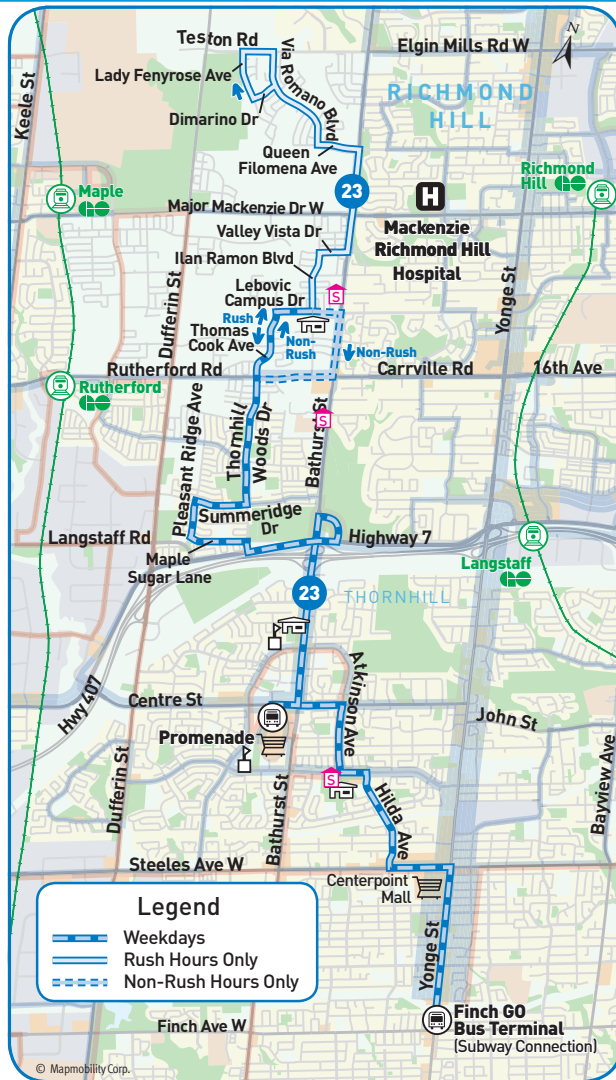 Teston Rd
Elgin Mills Rd W
N
Keele St
Lady Fenyrose Ave
Via Romano Blvd
RICHMOND
HILL
Dimarino Dr
Queen
Filomena Ave
Richmond
Hill
Maple
23
H
Major Mackenzie Dr W
Mackenzie
Richmond Hill
Hospital
Valley Vista Dr
Ilan Ramon Blvd
Dufferin St
Yonge St
Lebovic
Campus Dr
S
Rush
Thomas
Cook Ave
Non-
Rush
Non-Rush
Rutherford Rd
Carrville Rd
16th Ave
Rutherford
Pleasant Ridge Ave
Thornhill
Woods Dr
Bathurst St
S
Summeridge
Dr
Langstaff Rd
Highway 7
Maple
Sugar Lane
Langstaff
23
THORNHILL
Hwy 407
Centre St
Atkinson Ave
John St
Promenade
Dufferin St
Bathurst St
S
Hilda Ave
Bayview Ave
Steeles Ave W
Centerpoint
Mall
Legend
Weekdays
Rush Hours Only
Non-Rush Hours Only
Yonge St
Finch GO
Bus Terminal
(Subway Connection)
Finch Ave W
© Mapmobility Corp.